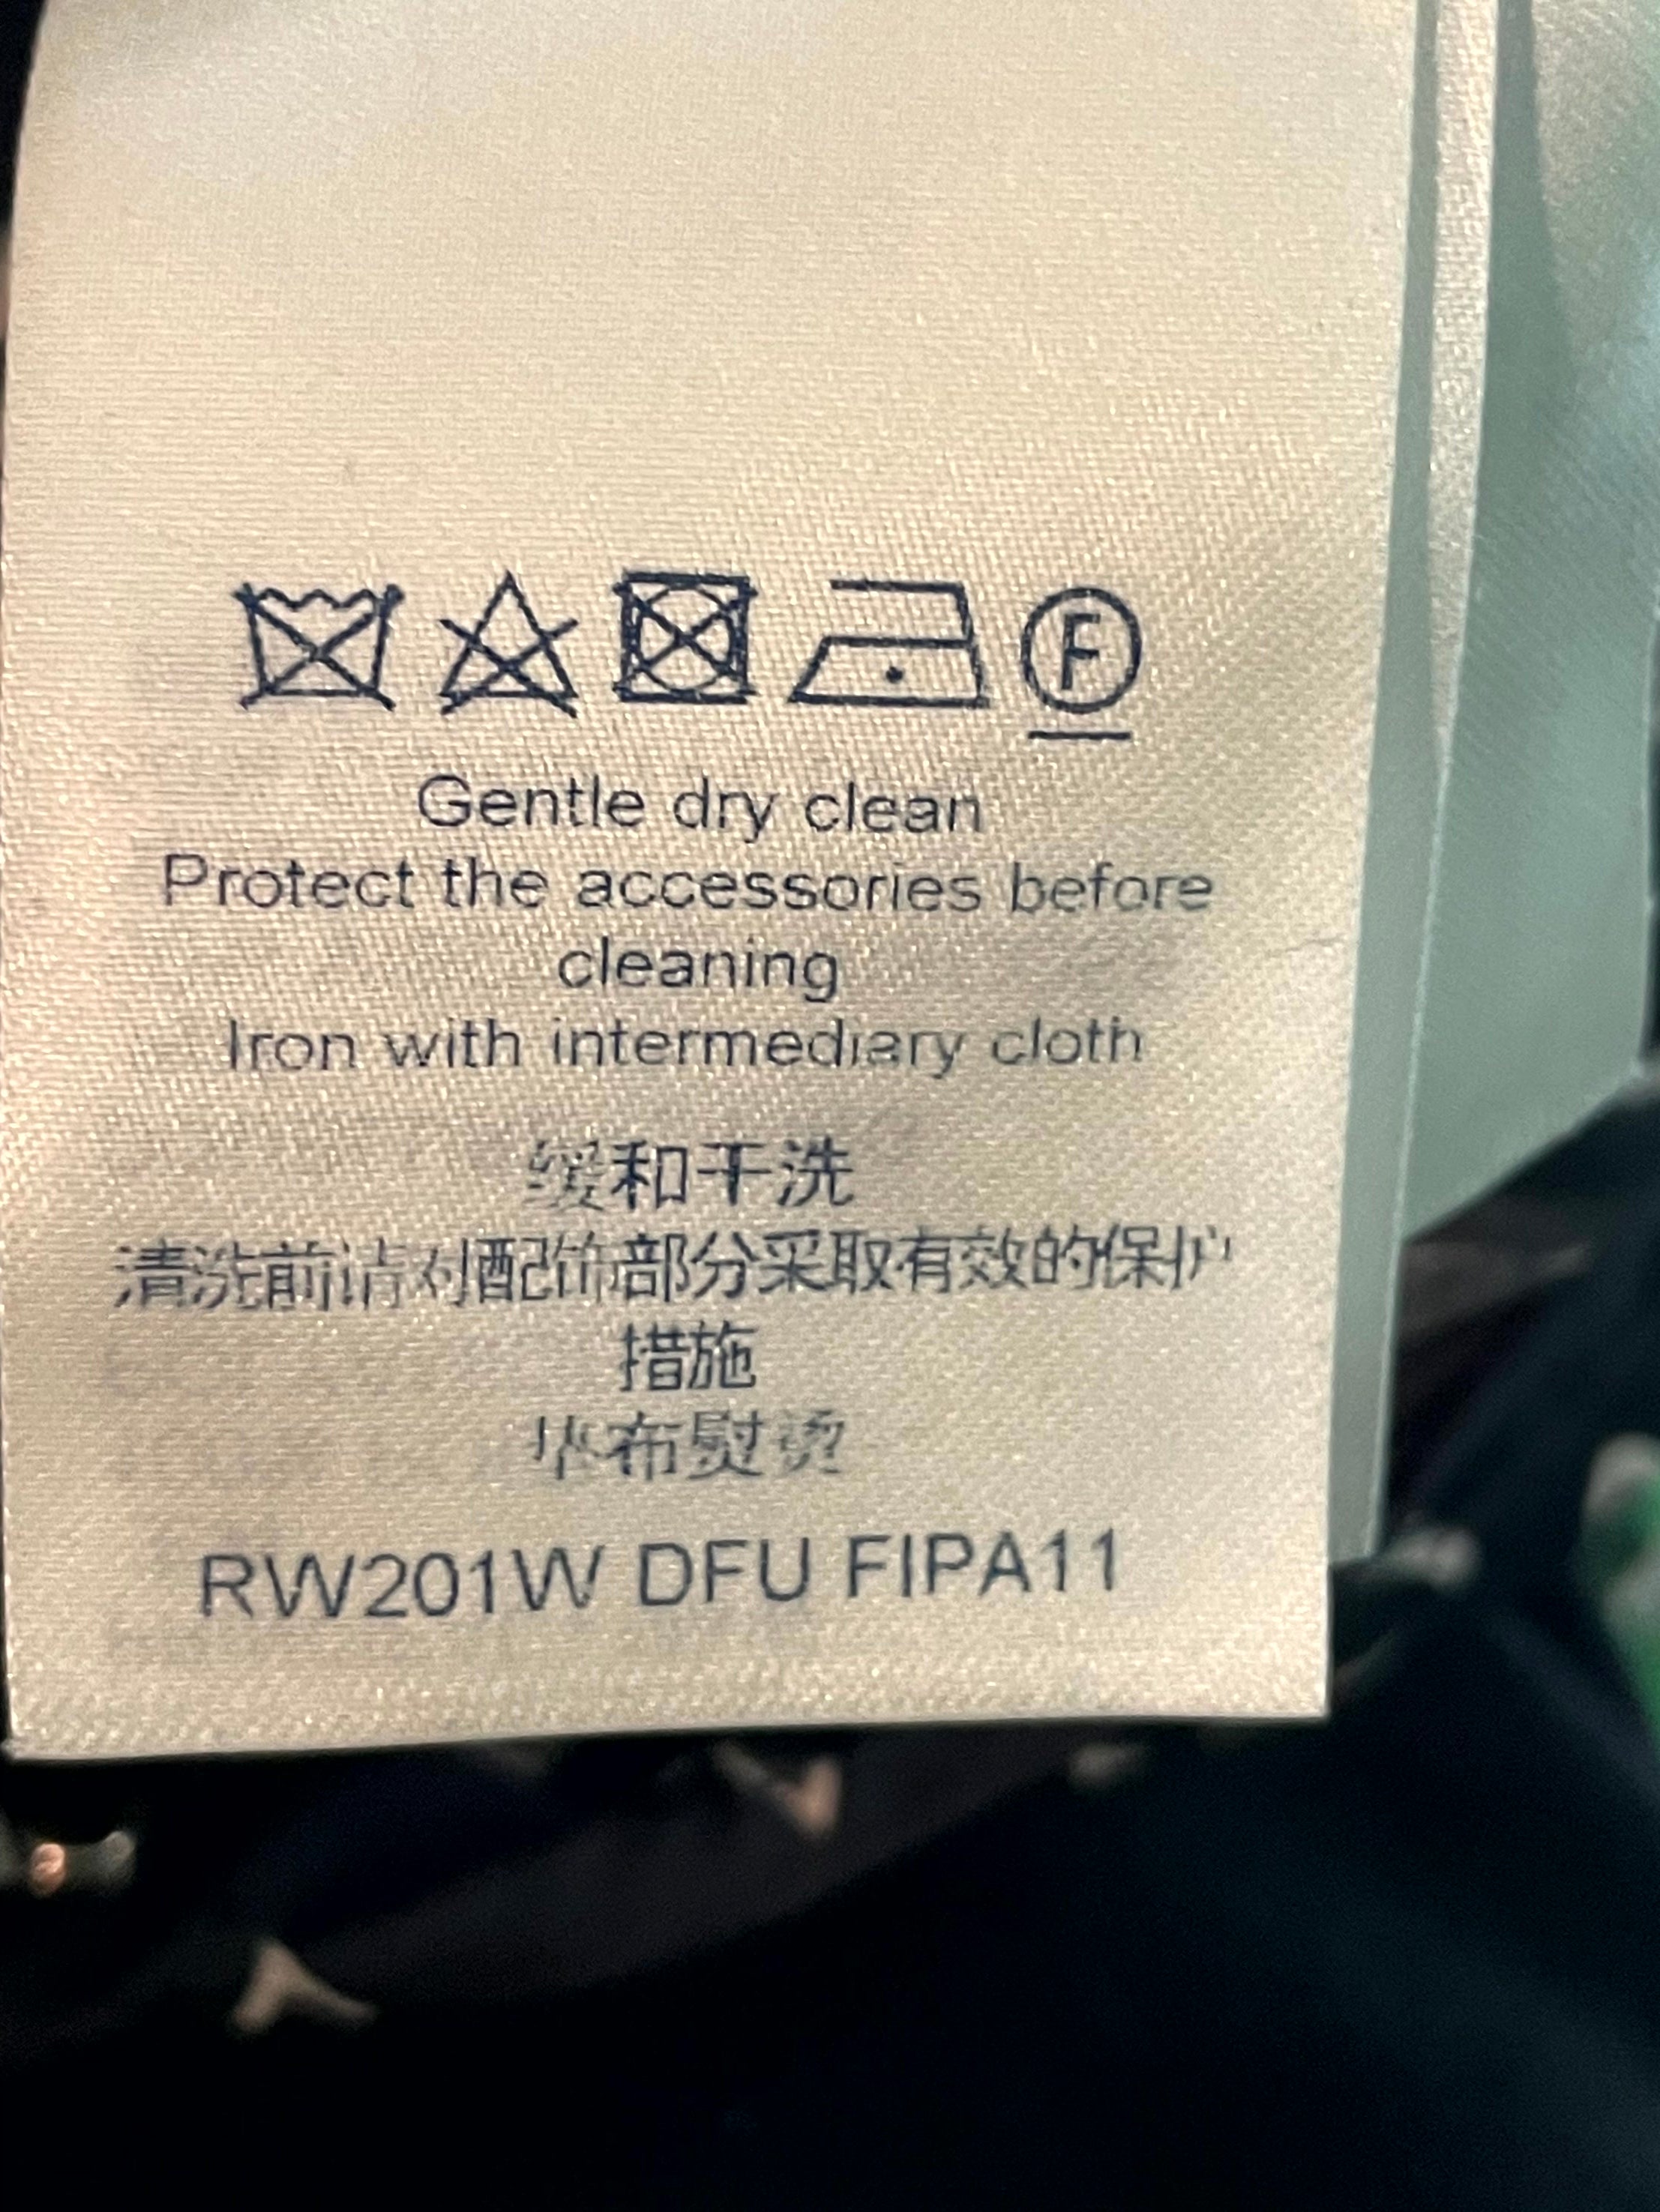 F
Gentle dry clean
Protect the accessories before
cleaning
Iron with intermediary cloth
缓和干洗
清洗前请对配饰部分采取有效的保护
措施
垫布熨烫
RW201W DFU FIPA11